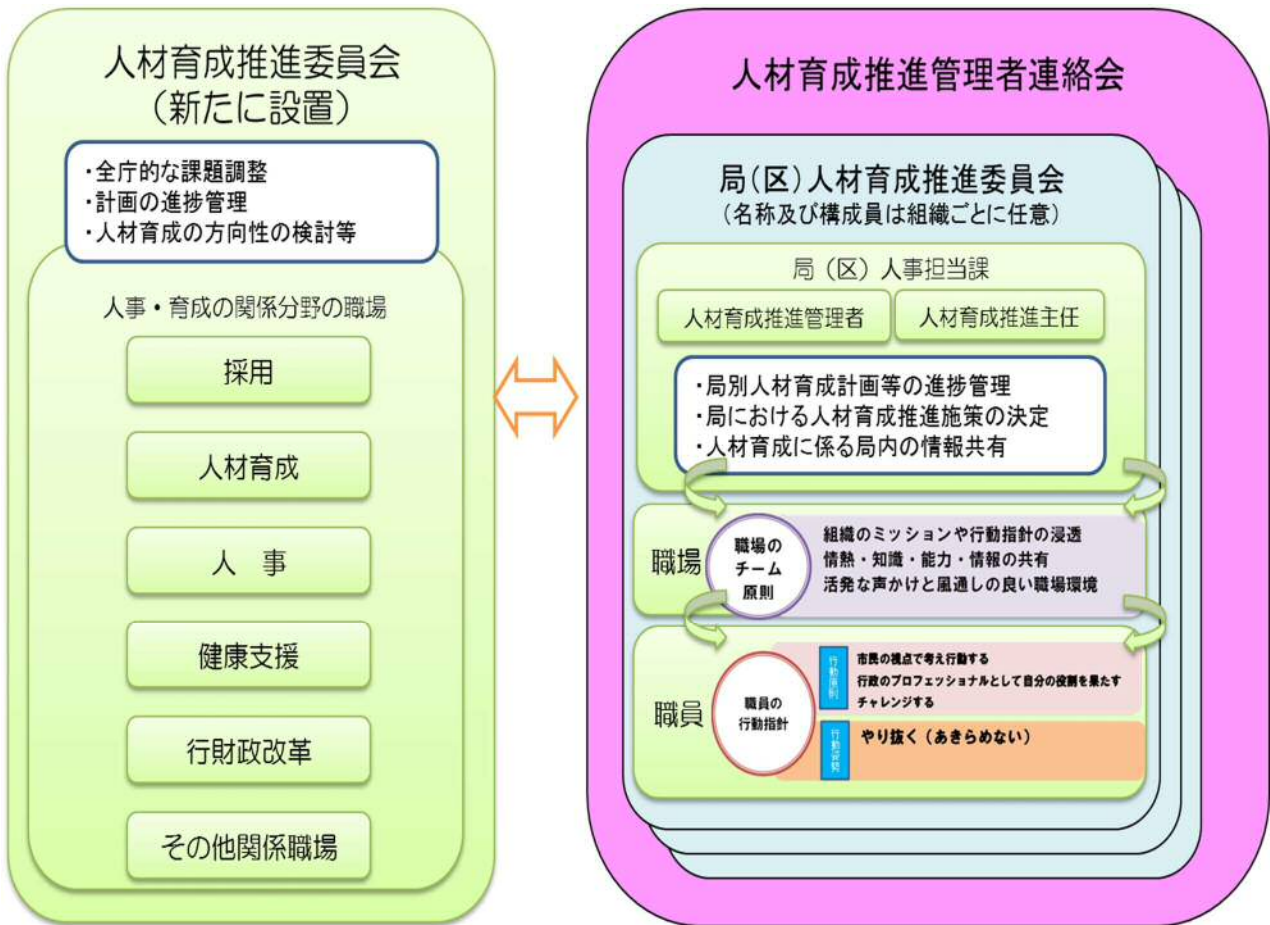 人材育成推進委員会
（新たに設置）
・全庁的な課題調整
・計画の進捗管理
・人材育成の方向性の検討等
人事・育成の関係分野の職場
採用
人材育成
人　事
健康支援
行財政改革
その他関係職場
人材育成推進管理者連絡会
局（区）人材育成推進委員会
（名称及び構成員は組織ごとに任意）
局（区）人事担当課
人材育成推進管理者
人材育成推進主任
・局別人材育成計画等の進捗管理
・局における人材育成推進施策の決定
・人材育成に係る局内の情報共有
職場
職場の
チーム
原則
組織のミッションや行動指針の浸透
情熱・知識・能力・情報の共有
活発な声かけと風通しの良い職場環境
職員
職員の
行動指針
行動原則
市民の視点で考え行動する
行政のプロフェッショナルとして自分の役割を果たす
チャレンジする
行動姿勢
やり抜く（あきらめない）